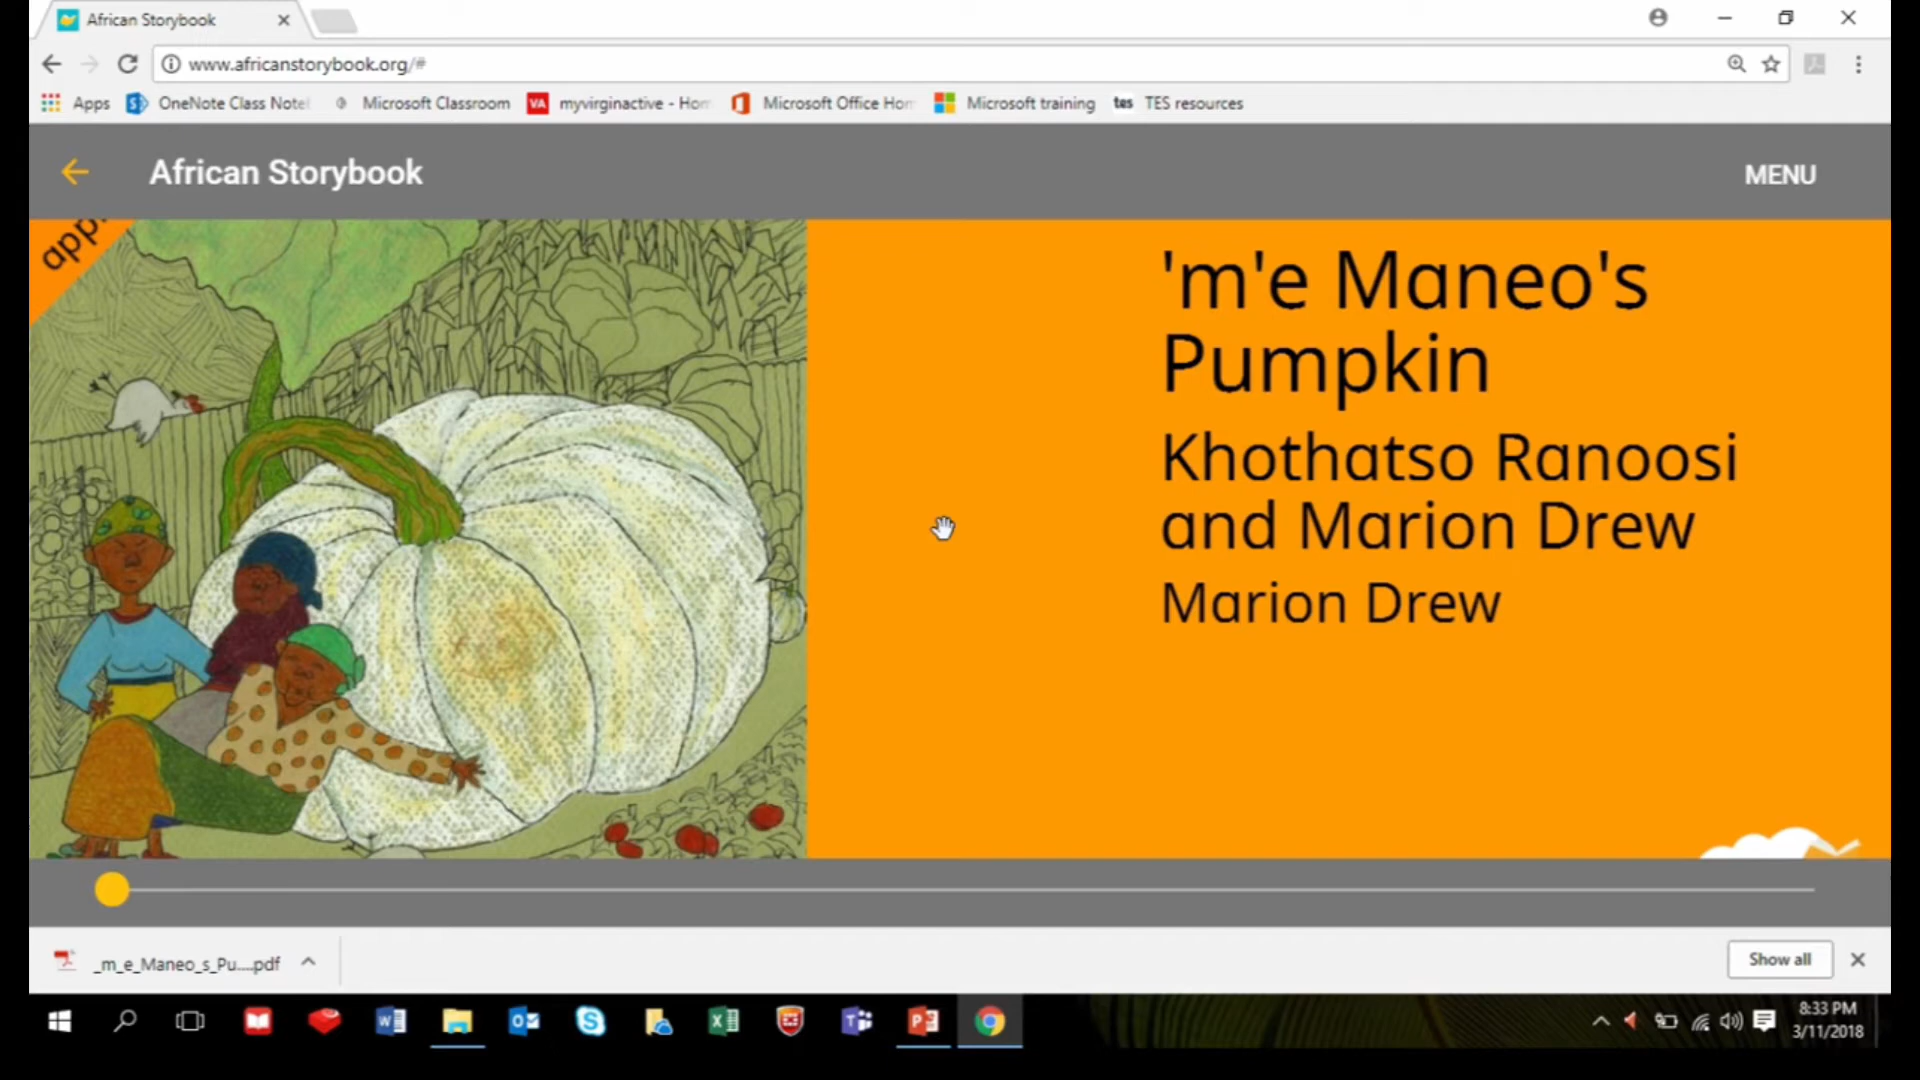 African Storybook
www.africanstorybook.org/#
Apps OneNote Class Note Microsoft Classroom VA myvirginactive - Hom Microsoft Office Hom Microsoft training tes TES resources
African Storybook MENU
app
'm'e Maneo's
Pumpkin
Khothatso Ranoosi
and Marion Drew
Marion Drew
_m_e_Maneo_s_Pu....pdf Show all
8:33 PM
3/11/2018